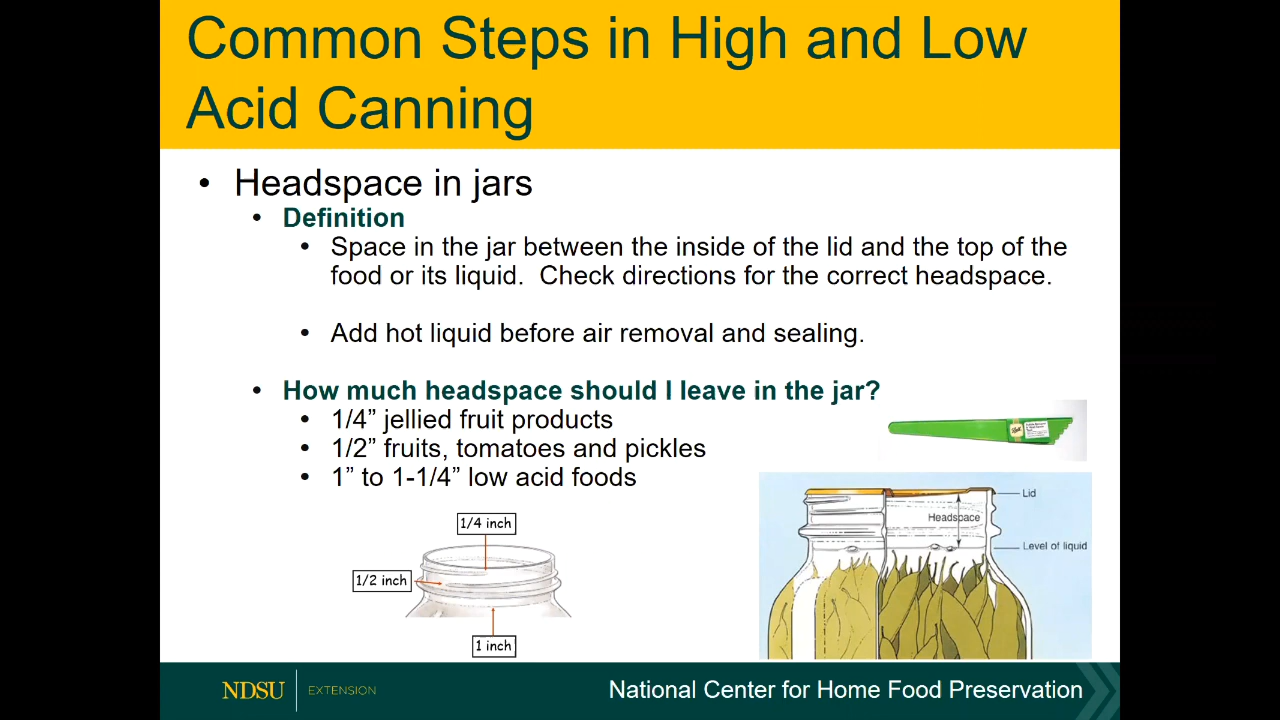 Common Steps in High and Low
Acid Canning
• Headspace in jars
• Definition
• Space in the jar between the inside of the lid and the top of the
food or its liquid.  Check directions for the correct headspace.
• Add hot liquid before air removal and sealing.
• How much headspace should I leave in the jar?
• 1/4” jellied fruit products
• 1/2” fruits, tomatoes and pickles
• 1” to 1-1/4” low acid foods
1/4 inch
1/2 inch
1 inch
Ball
Lid
Headspace
Level of liquid
NDSU EXTENSION
National Center for Home Food Preservation